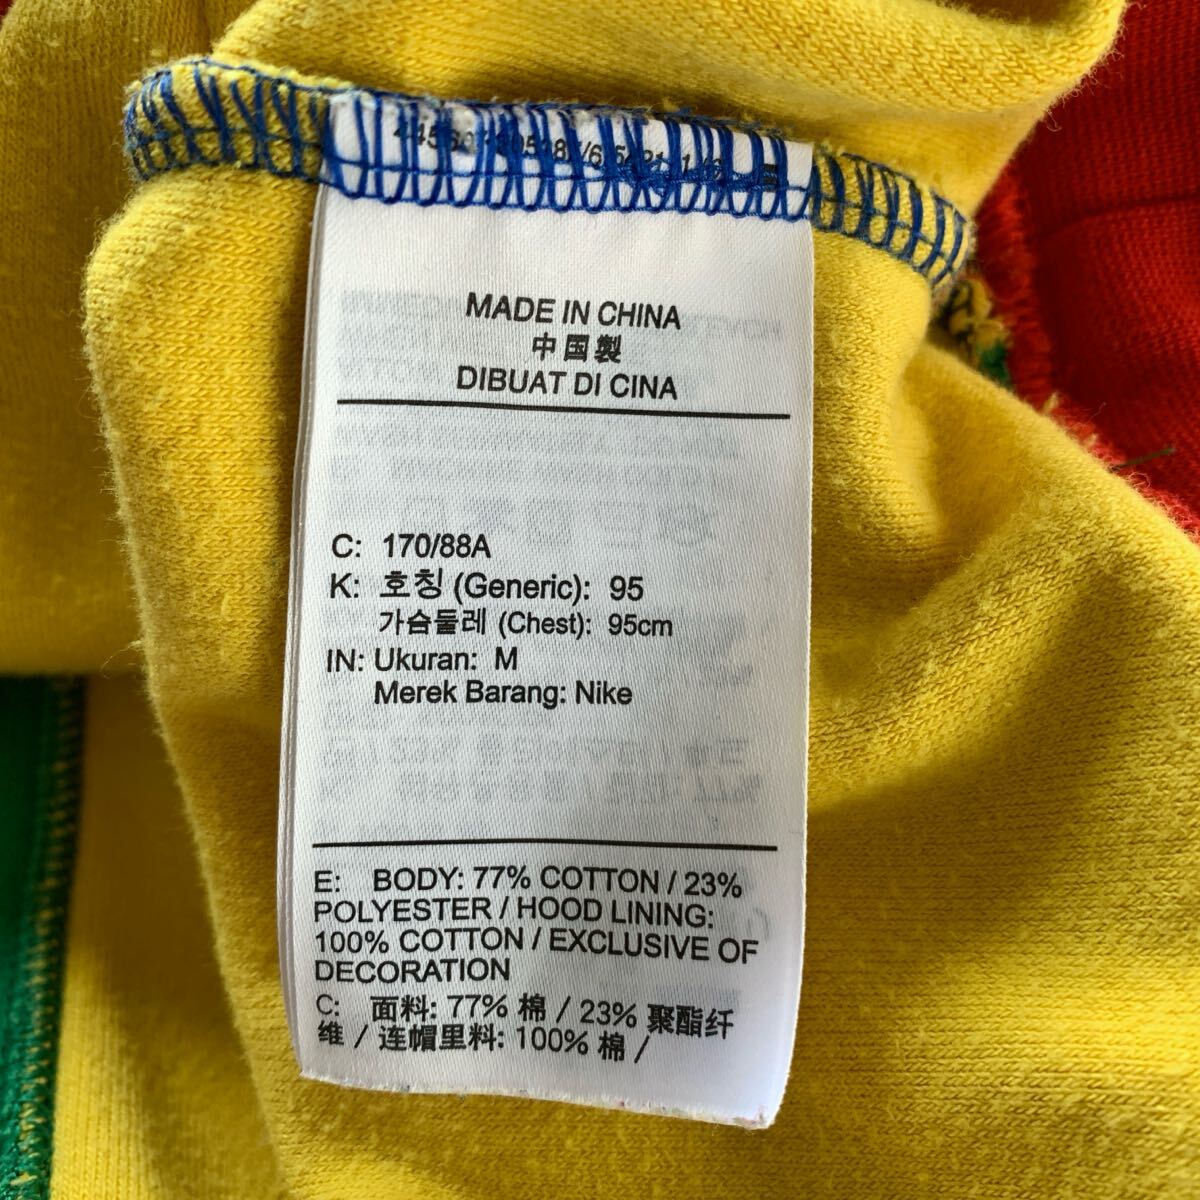 MADE IN CHINA
中国製
DIBUAT DI CINA
C: 170/88A
K: 호칭 (Generic): 95
가슴둘레 (Chest): 95cm
IN: Ukuran: M
Merek Barang: Nike
E: BODY: 77% COTTON / 23%
POLYESTER / HOOD LINING:
100% COTTON / EXCLUSIVE OF
DECORATION
C: 面料: 77% 棉 / 23% 聚酯纤
维 / 连帽里料: 100% 棉 /